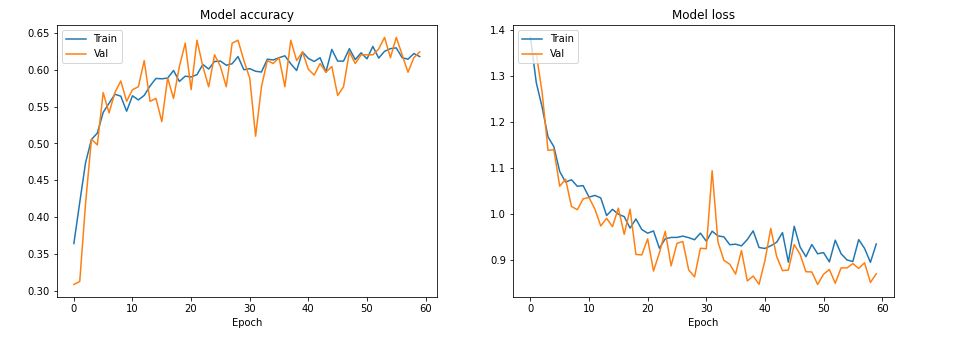 Model accuracy
Train
Val
0.65
0.60
0.55
0.50
0.45
0.40
0.35
0.30
0 10 20 30 40 50 60
Epoch
Model loss
Train
Val
1.4
1.3
1.2
1.1
1.0
0.9
0 10 20 30 40 50 60
Epoch